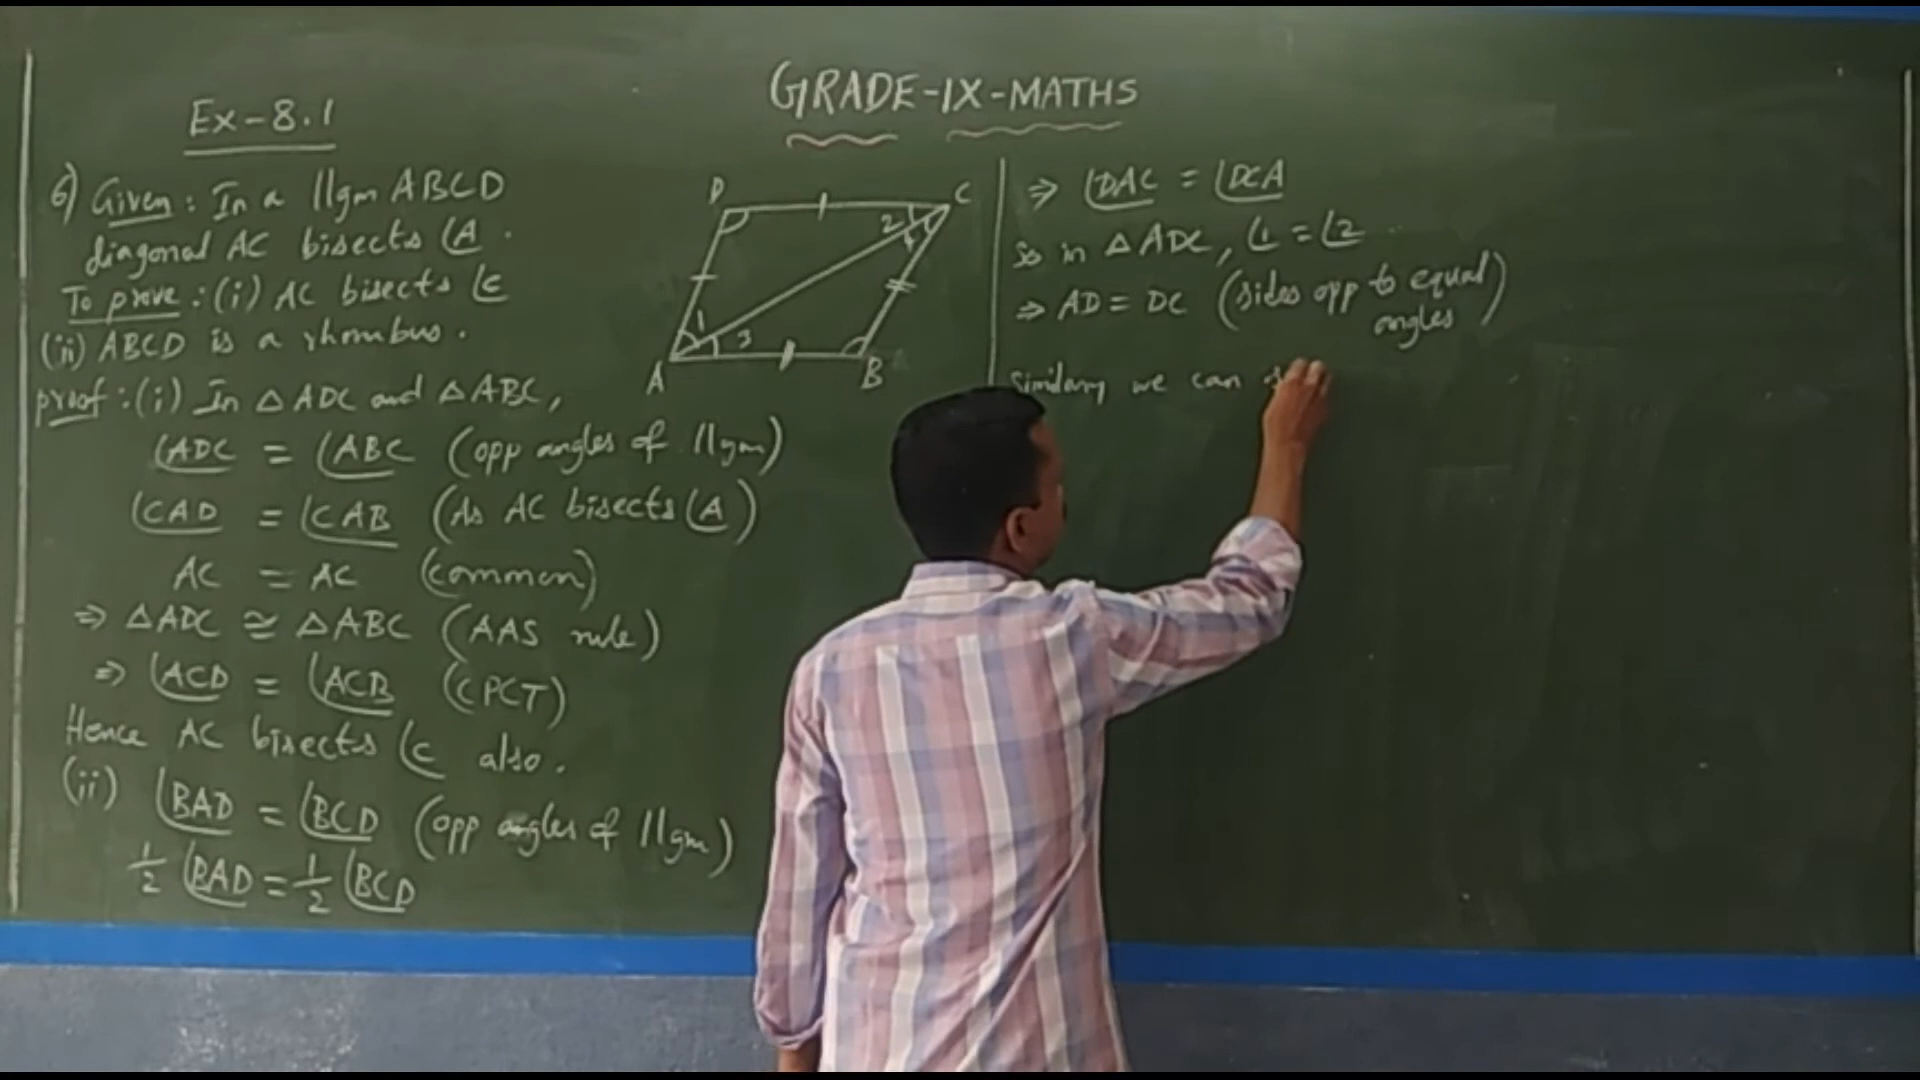 GRADE-IX-MATHS
Ex-8.1
6) Given: In a ||gm ABCD
diagonal AC bisects ∠A.
To prove: (i) AC bisects ∠C
(ii) ABCD is a rhombus.
proof: (i) In △ADC and △ABC,
∠ADC = ∠ABC (opp angles of ||gm)
∠CAD = ∠CAB (As AC bisects ∠A)
AC = AC (common)
⇒ △ADC ≅ △ABC (AAS rule)
⇒ ∠ACD = ∠ACB (CPCT)
Hence AC bisects ∠C also.
(ii) ∠BAD = ∠BCD (opp angles of ||gm)
1/2 ∠BAD = 1/2 ∠BCD
D
C
2
4
1
3
A
B
⇒ ∠DAC = ∠DCA
So in △ADC, ∠1 = ∠2
⇒ AD = DC (sides opp to equal
angles)
Similary we can